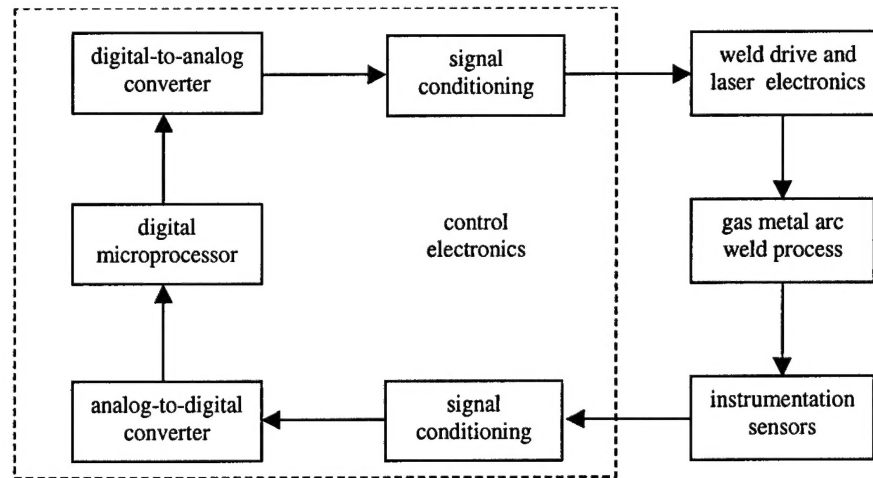 digital-to-analog
converter
signal
conditioning
weld drive and
laser electronics
digital
microprocessor
control
electronics
gas metal arc
weld process
analog-to-digital
converter
signal
conditioning
instrumentation
sensors